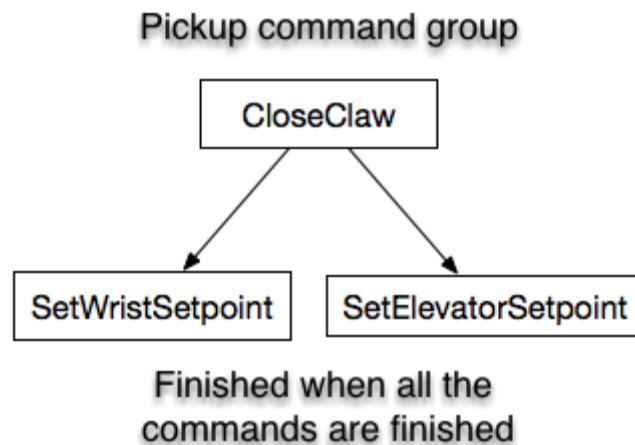 Pickup command group
CloseClaw
SetWristSetpoint
SetElevatorSetpoint
Finished when all the
commands are finished